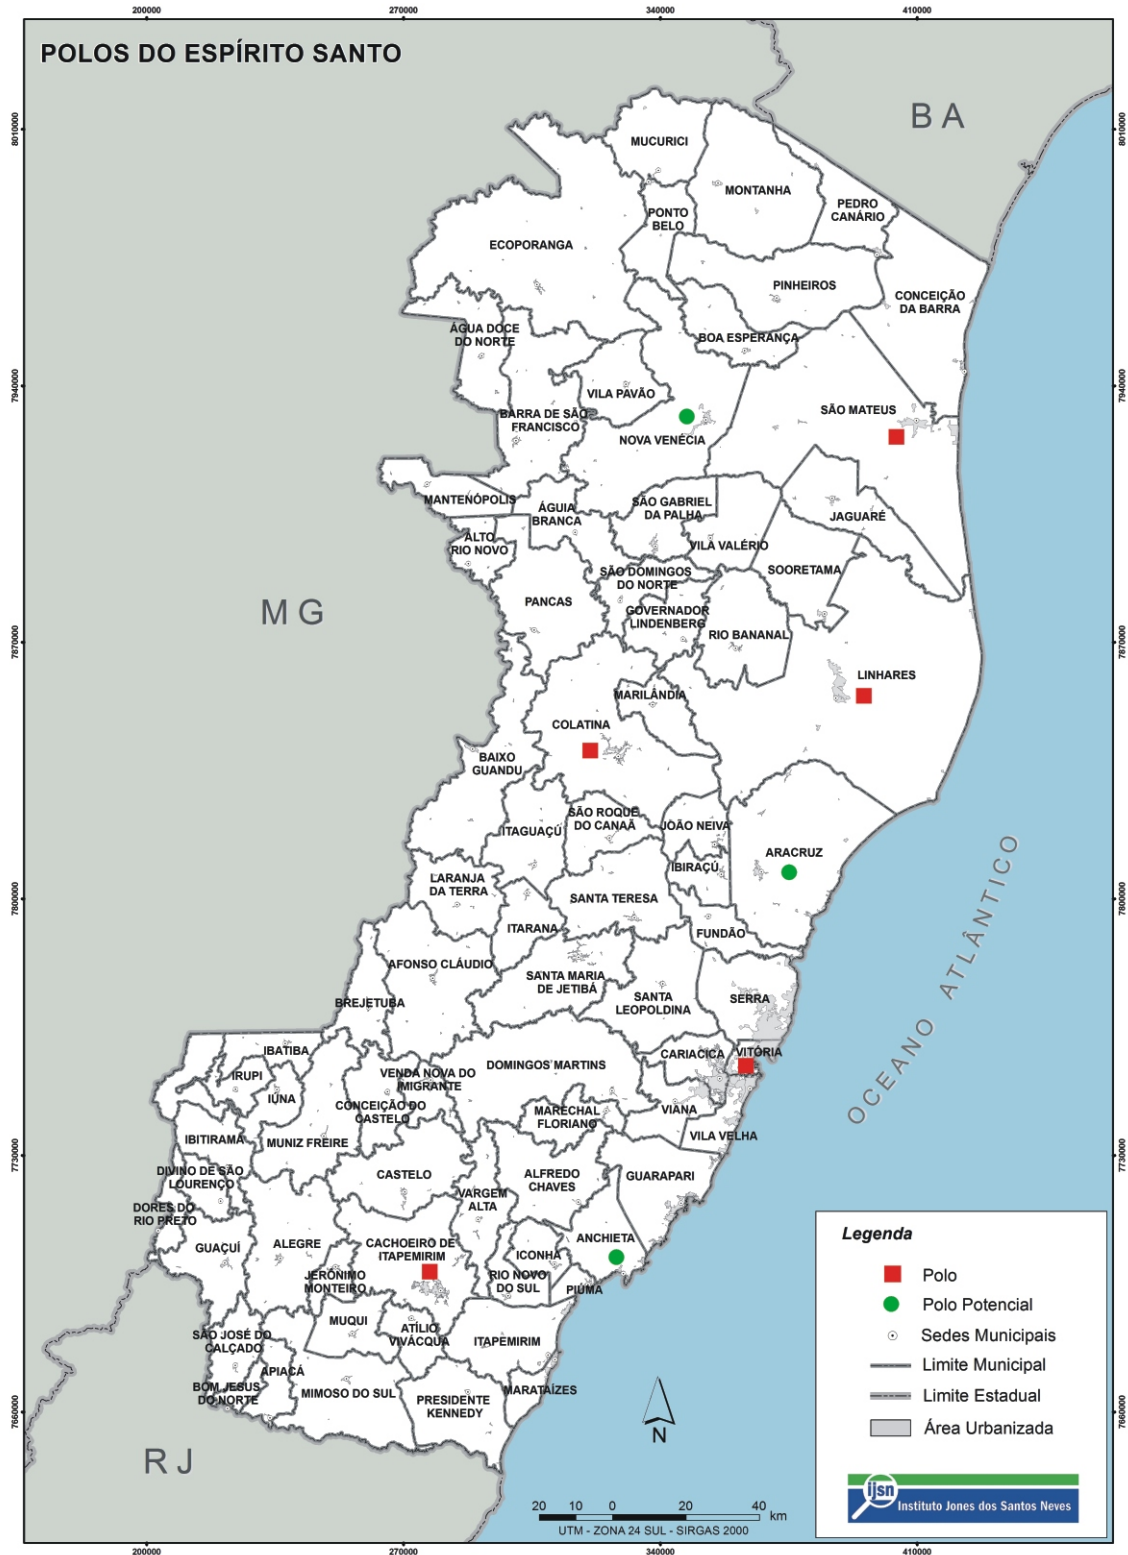 200000
270000
340000
410000
POLOS DO ESPÍRITO SANTO
BA
8010000
8010000
MUCURICI
MONTANHA
PEDRO
CANÁRIO
PONTO
BELO
ECOPORANGA
PINHEIROS
CONCEIÇÃO
DA BARRA
ÁGUA DOCE
DO NORTE
BOA ESPERANÇA
7940000
7940000
VILA PAVÃO
BARRA DE SÃO
FRANCISCO
SÃO MATEUS
NOVA VENÉCIA
MANTENÓPOLIS
ÁGUIA
BRANCA
SÃO GABRIEL
DA PALHA
JAGUARÉ
ALTO
RIO NOVO
VILA VALÉRIO
SOORETAMA
SÃO DOMINGOS
DO NORTE
MG
PANCAS
GOVERNADOR
LINDENBERG
RIO BANANAL
7870000
7870000
LINHARES
MARILÂNDIA
COLATINA
BAIXO
GUANDU
SÃO ROQUE
DO CANAÃ
ITAGUAÇÚ
JOÃO NEIVA
ARACRUZ
IBIRAÇÚ
LARANJA
DA TERRA
SANTA TERESA
7800000
7800000
ITARANA
FUNDÃO
OCEANO ATLÂNTICO
AFONSO CLÁUDIO
SANTA MARIA
DE JETIBÁ
SANTA
LEOPOLDINA
SERRA
BREJETUBA
IBATIBA
CARIACICA
VITÓRIA
DOMINGOS MARTINS
IRUPI
VENDA NOVA DO
IMIGRANTE
IÚNA
CONCEIÇÃO DO
CASTELO
MARECHAL
FLORIANO
VIANA
IBITIRAMA
MUNIZ FREIRE
VILA VELHA
7730000
7730000
DIVINO DE SÃO
LOURENÇO
CASTELO
ALFREDO
CHAVES
GUARAPARI
VARGEM
ALTA
DORES DO
RIO PRETO
GUAÇUÍ
ALEGRE
CACHOEIRO DE
ITAPEMIRIM
ICONHA
ANCHIETA
JERÔNIMO
MONTEIRO
RIO NOVO
DO SUL
PIÚMA
MUQUI
ATÍLIO
VIVÁCQUA
ITAPEMIRIM
SÃO JOSÉ DO
CALÇADO
APIACÁ
BOM JESUS
DO NORTE
MIMOSO DO SUL
PRESIDENTE
KENNEDY
MARATAÍZES
7660000
7660000
RJ
N
20 10 0 20 40 km
UTM - ZONA 24 SUL - SIRGAS 2000
Legenda
Polo
Polo Potencial
Sedes Municipais
Limite Municipal
Limite Estadual
Área Urbanizada
ijsn
Instituto Jones dos Santos Neves
200000
270000
340000
410000